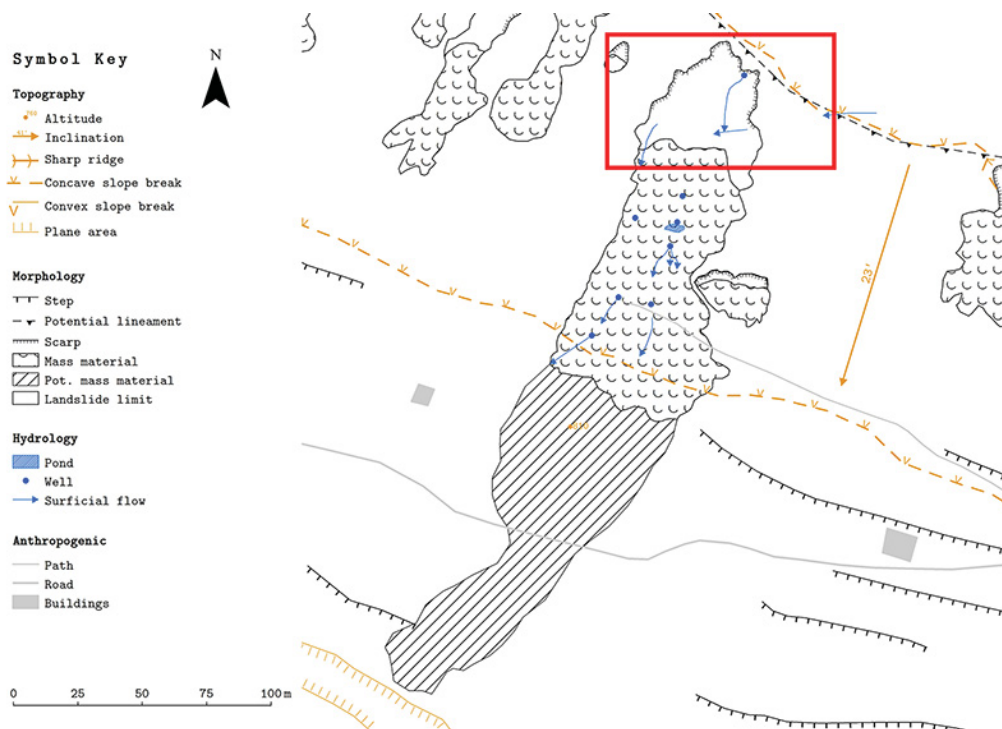 Symbol Key
N
Topography
Altitude
Inclination
Sharp ridge
Concave slope break
Convex slope break
Plane area
Morphology
Step
Potential lineament
Scarp
Mass material
Pot. mass material
Landslide limit
Hydrology
Pond
Well
Surficial flow
Anthropogenic
Path
Road
Buildings
0 25 50 75 100 m
23'